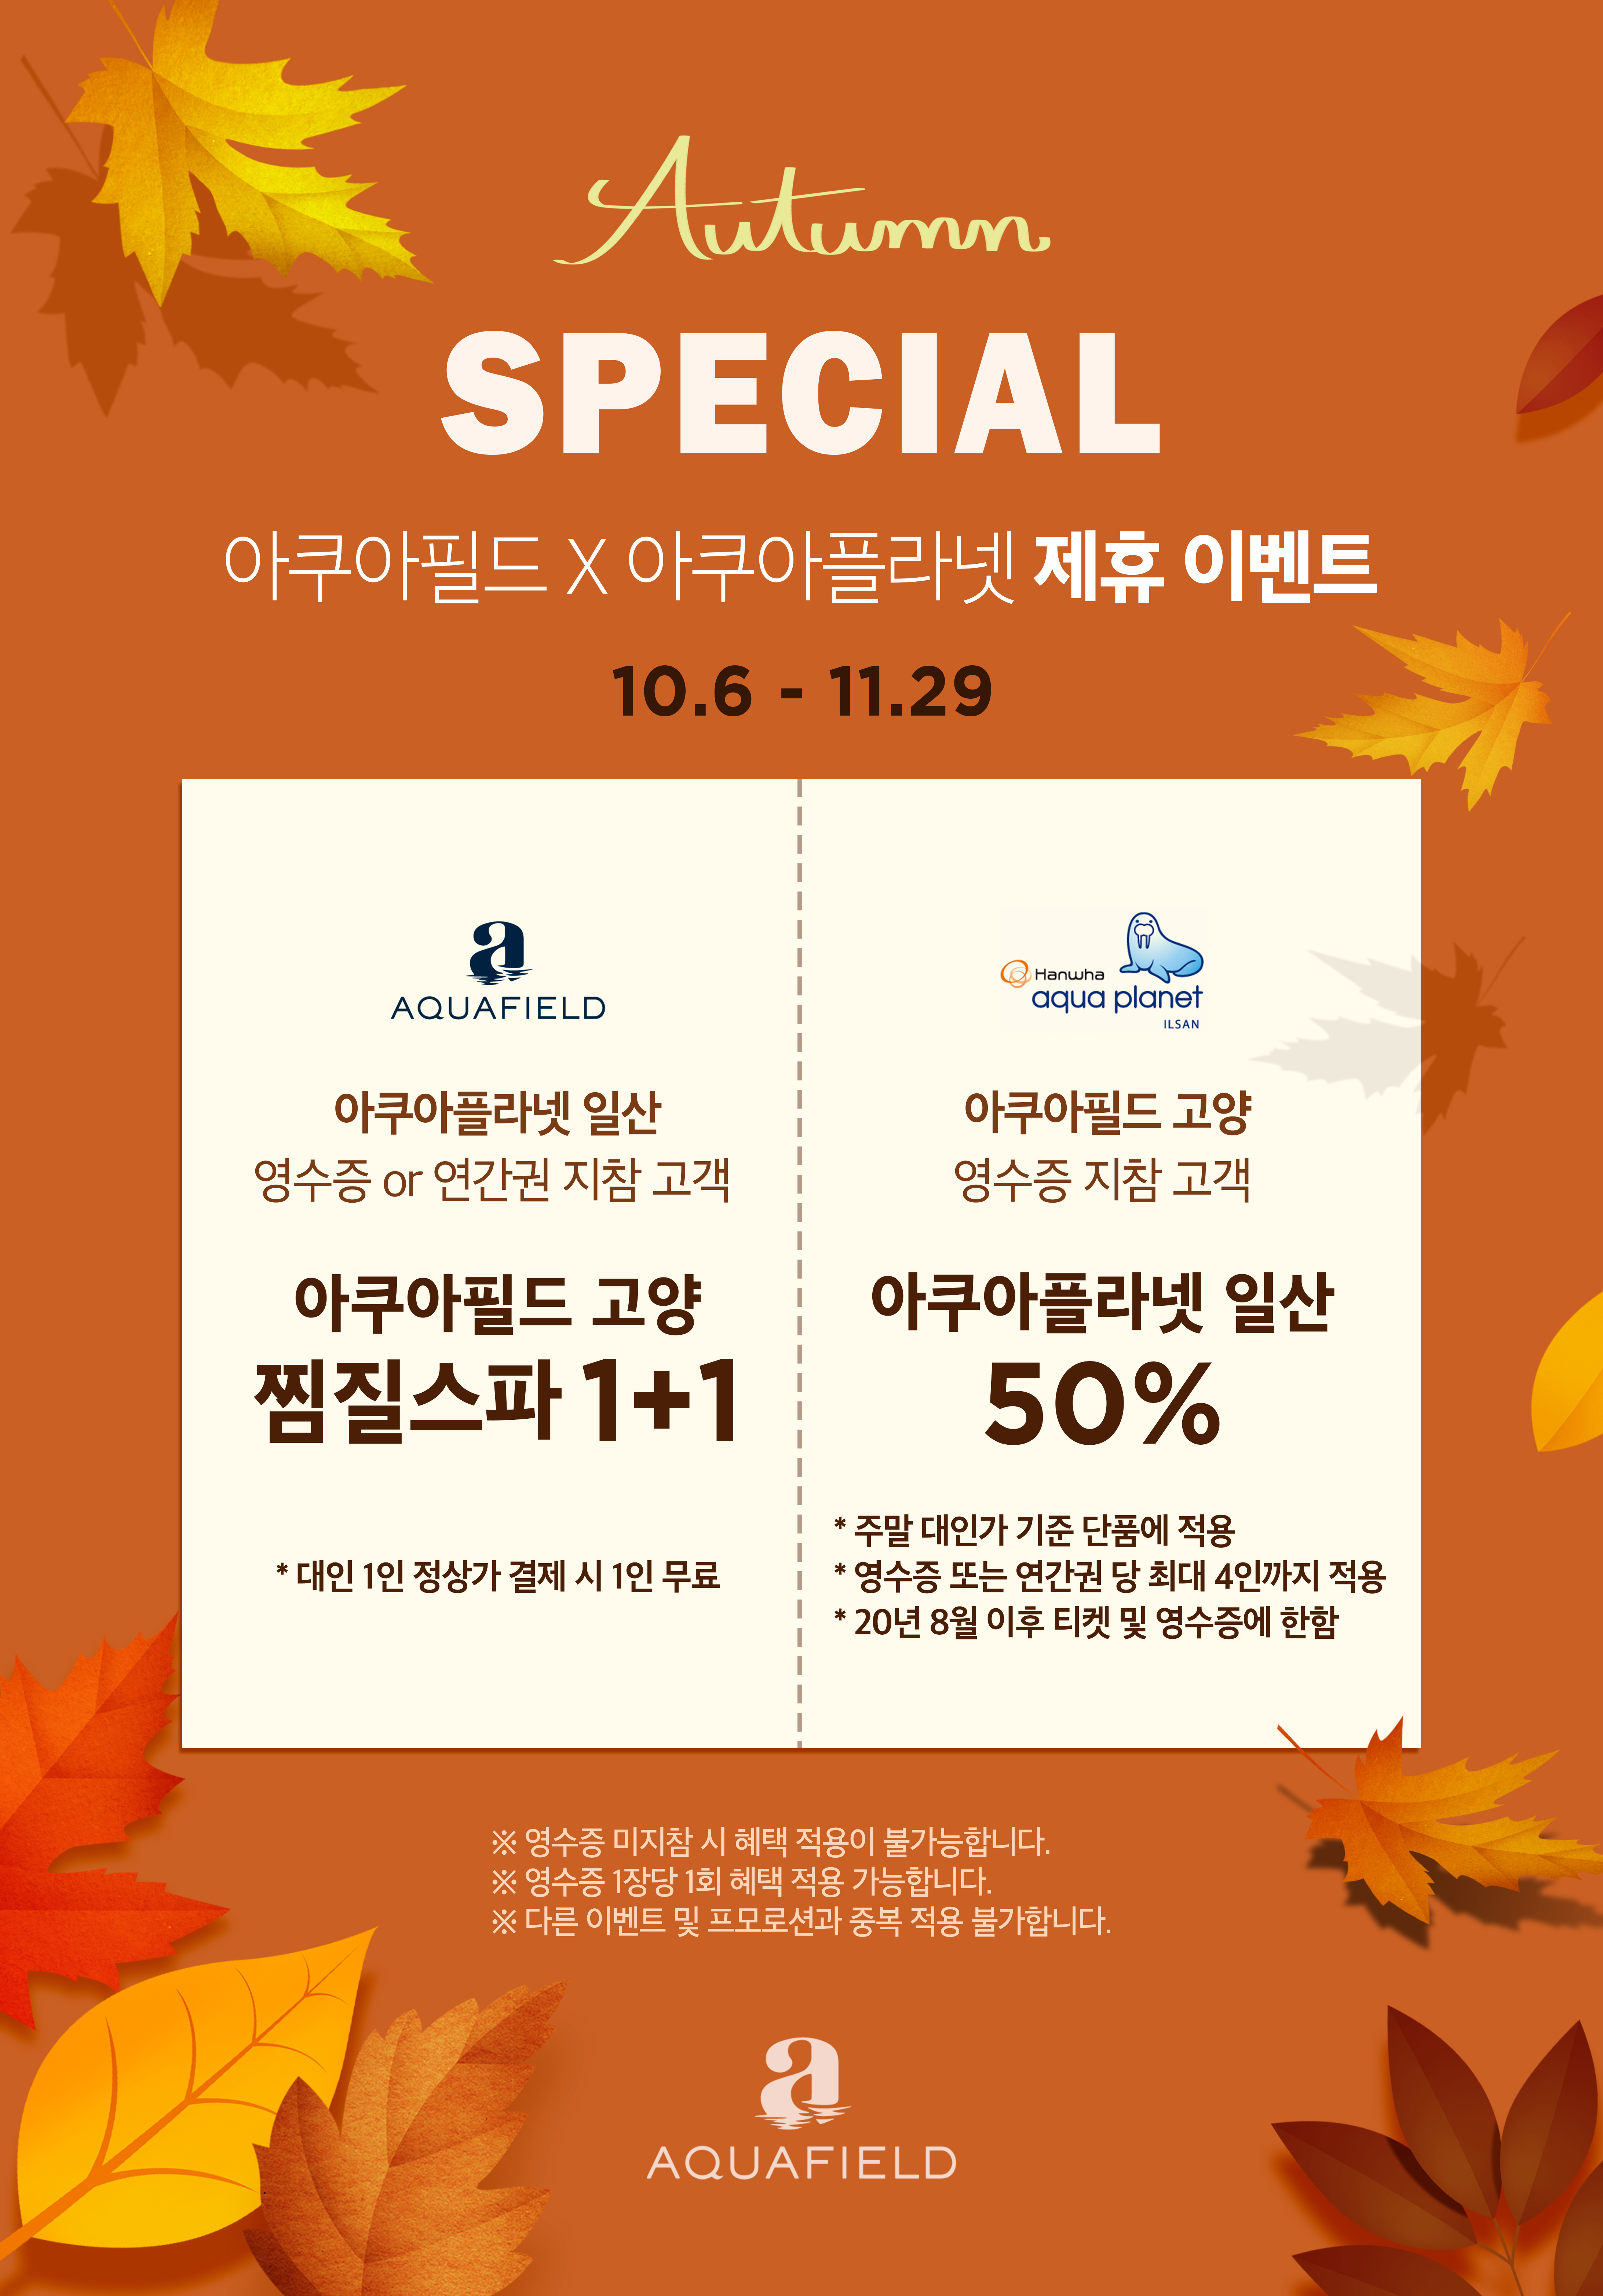 Autumn
SPECIAL
아쿠아필드 X 아쿠아플라넷 제휴 이벤트
10.6 - 11.29
a
AQUAFIELD
아쿠아플라넷 일산
영수증 or 연간권 지참 고객
아쿠아필드 고양
찜질스파 1+1
* 대인 1인 정상가 결제 시 1인 무료
Hanwha
aqua planet
ILSAN
아쿠아필드 고양
영수증 지참 고객
아쿠아플라넷 일산
50%
* 주말 대인가 기준 단품에 적용
* 영수증 또는 연간권 당 최대 4인까지 적용
* 20년 8월 이후 티켓 및 영수증에 한함
※ 영수증 미지참 시 혜택 적용이 불가능합니다.
※ 영수증 1장당 1회 혜택 적용 가능합니다.
※ 다른 이벤트 및 프모로션과 중복 적용 불가합니다.
a
AQUAFIELD